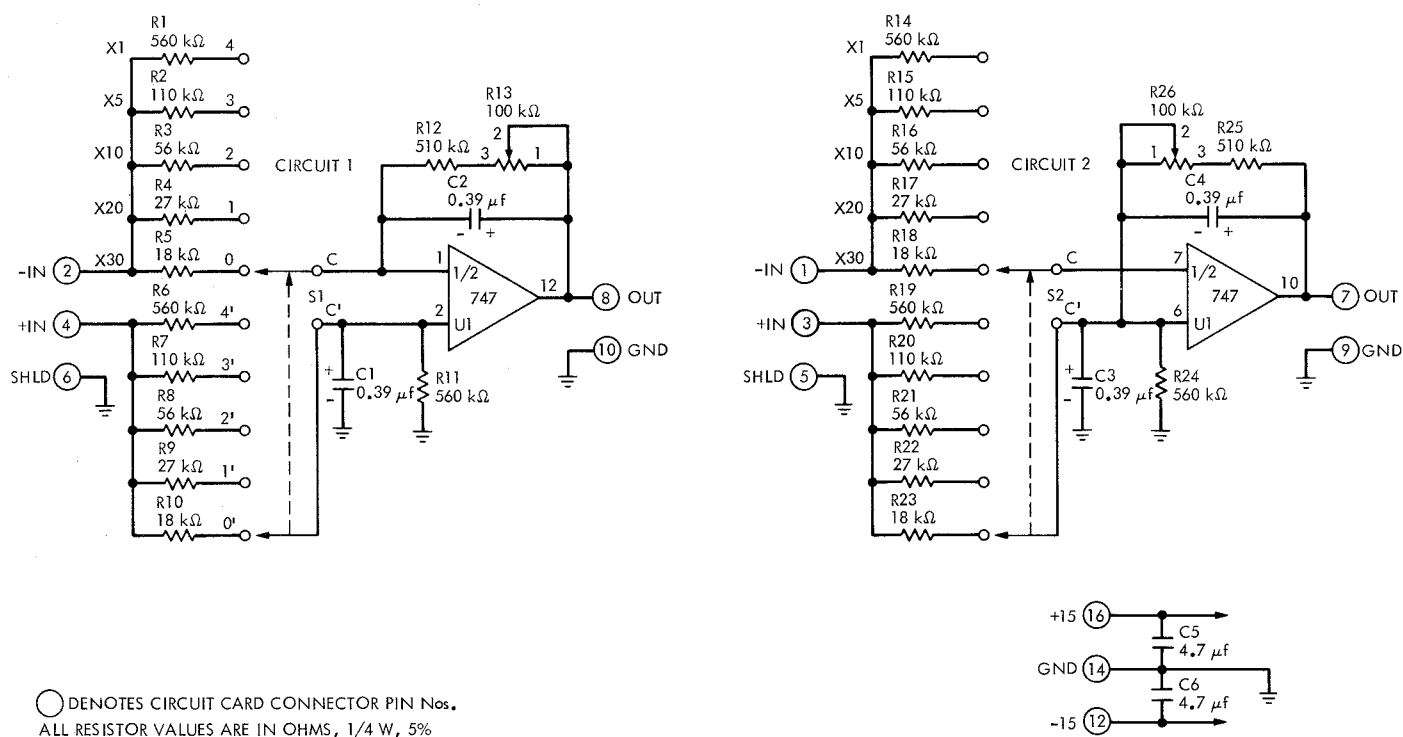 R1
X1 560 kΩ 4
R2
X5 110 kΩ 3
R3
X10 56 kΩ 2
R4
X20 27 kΩ 1
R5
-IN 2 X30 18 kΩ 0
R6
+IN 4 560 kΩ 4'
R7
SHLD 6 110 kΩ 3'
R8
56 kΩ 2'
R9
27 kΩ 1'
R10
18 kΩ 0'
CIRCUIT 1
R13
100 kΩ
R12 2
510 kΩ 3 1
C2
0.39 μf
- +
C
S1
C'
1
1/2
747 12
2 U1
8 OUT
10 GND
+
C1
-
0.39 μf
R11
560 kΩ
R14
X1 560 kΩ
R15
X5 110 kΩ
R16
X10 56 kΩ
R17
X20 27 kΩ
R18
-IN 1 X30 18 kΩ
R19
+IN 3 560 kΩ
R20
SHLD 5 110 kΩ
R21
56 kΩ
R22
27 kΩ
R23
18 kΩ
CIRCUIT 2
R26
100 kΩ
2 R25
1 3 510 kΩ
C4
0.39 μf
- +
C
S2
C'
7
1/2
747 10
6 U1
7 OUT
9 GND
+
C3
-
0.39 μf
R24
560 kΩ
+15 16
C5
4.7 μf
GND 14
C6
4.7 μf
-15 12
DENOTES CIRCUIT CARD CONNECTOR PIN Nos.
ALL RESISTOR VALUES ARE IN OHMS, 1/4 W, 5%